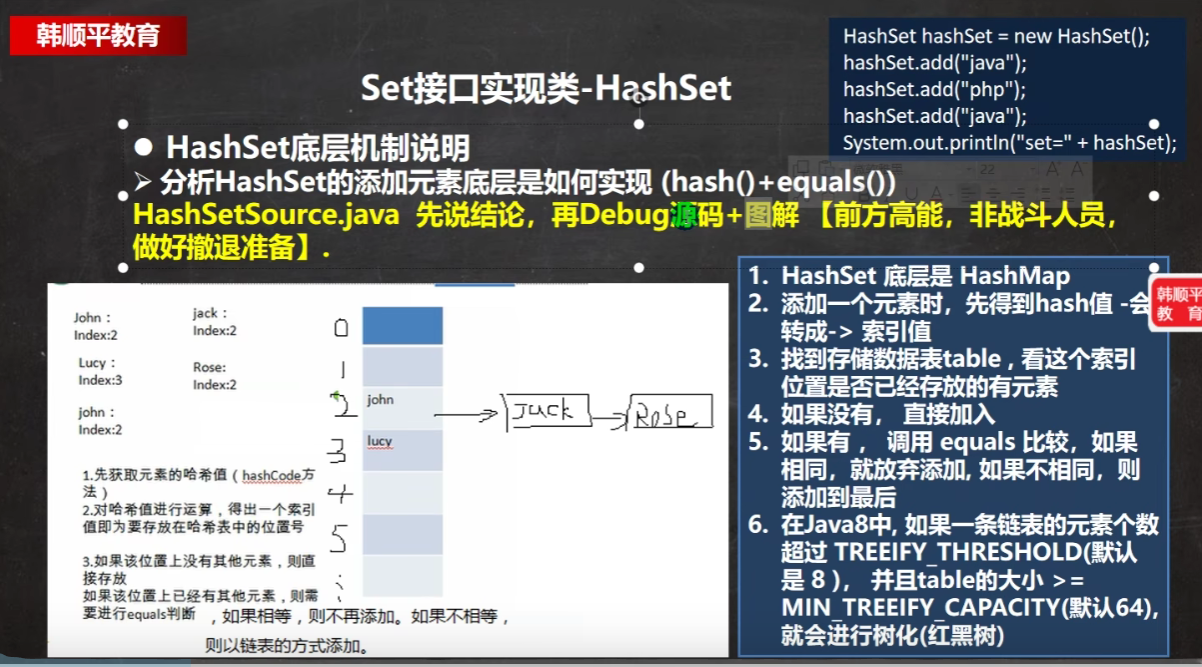 韩顺平教育
HashSet hashSet = new HashSet();
hashSet.add("java");
hashSet.add("php");
hashSet.add("java");
System.out.println("set=" + hashSet);
Set接口实现类-HashSet
● HashSet底层机制说明
➢ 分析HashSet的添加元素底层是如何实现 (hash()+equals())
HashSetSource.java 先说结论，再Debug源码+图解 【前方高能，非战斗人员，
做好撤退准备】.
John：
Index:2
jack：
Index:2
Lucy：
Index:3
Rose:
Index:2
john：
Index:2
1.先获取元素的哈希值（hashCode方
法）
2.对哈希值进行运算，得出一个索引
值即为要存放在哈希表中的位置号
3.如果该位置上没有其他元素，则直
接存放
如果该位置上已经有其他元素，则需
要进行equals判断 ，如果相等，则不再添加。如果不相等，
则以链表的方式添加。
0
1
2 john Jack Rose
3 lucy
4
5
1. HashSet 底层是 HashMap
2. 添加一个元素时，先得到hash值 -会
转成-> 索引值
3. 找到存储数据表table , 看这个索引
位置是否已经存放的有元素
4. 如果没有， 直接加入
5. 如果有 ， 调用 equals 比较，如果
相同，就放弃添加, 如果不相同，则
添加到最后
6. 在Java8中, 如果一条链表的元素个数
超过 TREEIFY_THRESHOLD(默认
是 8 )， 并且table的大小 >=
MIN_TREEIFY_CAPACITY(默认64),
就会进行树化(红黑树)
韩顺平
教 育